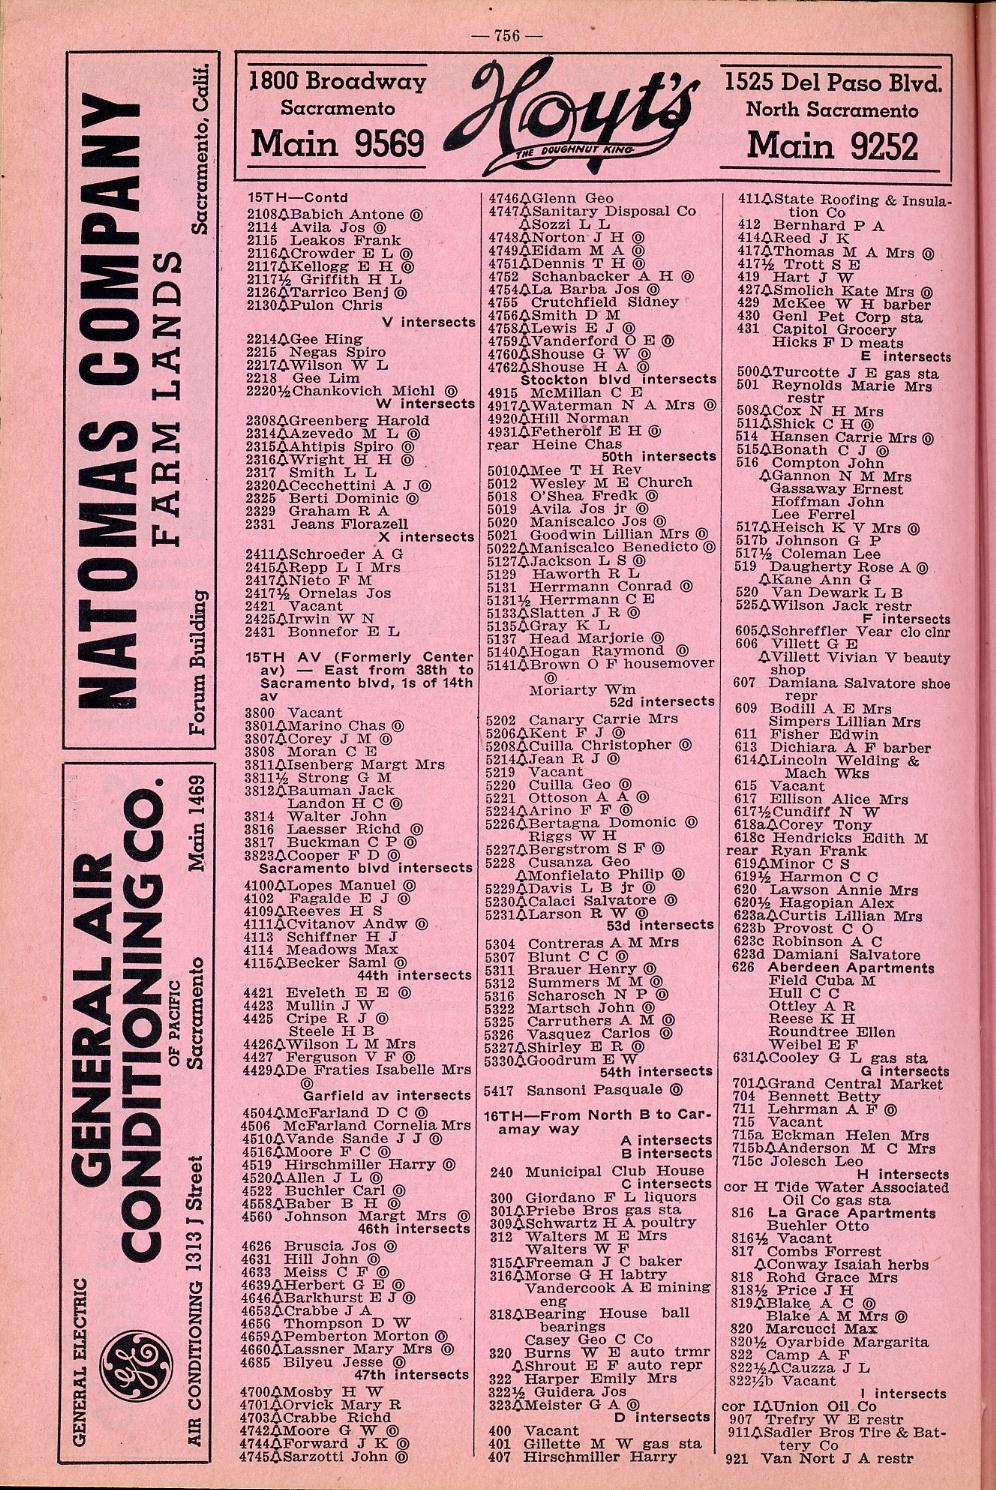 — 756 —
NATOMAS COMPANY
FARM LANDS
Forum Building
Sacramento, Calif.
GENERAL AIR
CONDITIONING CO.
OF PACIFIC
GENERAL ELECTRIC
GE
AIR CONDITIONING 1313 J Street
Sacramento
Main 1469
1800 Broadway
Sacramento
Main 9569
Hoyt's
THE DOUGHNUT KING
1525 Del Paso Blvd.
North Sacramento
Main 9252
15TH—Contd
2108△Babich Antone ◎
2114 Avila Jos ◎
2115 Leakos Frank
2116△Crowder E L ◎
2117△Kellogg E H ◎
2117½ Griffith H L
2126△Tarrico Benj ◎
2130△Pulon Chris
V intersects
2214△Gee Hing
2215 Negas Spiro
2217△Wilson W L
2218 Gee Lim
2220½△Chankovich Michl ◎
W intersects
2308△Greenberg Harold
2314△Azevedo M L ◎
2315△Ahtipis Spiro ◎
2316△Wright H H ◎
2317 Smith L L
2320△Cecchettini A J ◎
2325 Berti Dominic ◎
2329 Graham R A
2331 Jeans Florazell
X intersects
2411△Schroeder A G
2415△Repp L I Mrs
2417△Nieto F M
2417½ Ornelas Jos
2421 Vacant
2425△Irwin W N
2431 Bonnefor E L
15TH AV (Formerly Center
av) — East from 38th to
Sacramento blvd, 1s of 14th
av
3800 Vacant
3801△Marino Chas ◎
3807△Corey J M ◎
3808 Moran C E
3811△Isenberg Margt Mrs
3811½ Strong G M
3812△Bauman Jack
Landon H C ◎
3814 Walter John
3816 Laesser Richd ◎
3817 Buckman C P ◎
3823△Cooper F D ◎
Sacramento blvd intersects
4100△Lopes Manuel ◎
4102 Fagalde E J ◎
4109△Reeves H S
4111△Cvitanov Andw ◎
4113 Schiffner H J
4114 Meadows Max
4115△Becker Saml ◎
44th intersects
4421 Eveleth E E ◎
4423 Mullin J W
4425 Cripe R J ◎
Steele H B
4426△Wilson L M Mrs
4427 Ferguson V F ◎
4429△De Fraties Isabelle Mrs
◎
Garfield av intersects
4504△McFarland D C ◎
4506 McFarland Cornelia Mrs
4510△Vande Sande J J ◎
4516△Moore F C ◎
4519 Hirschmiller Harry ◎
4520△Allen J L ◎
4522 Buchler Carl ◎
4558△Baber B H ◎
4560 Johnson Margt Mrs ◎
46th intersects
4626 Bruscia Jos ◎
4631 Hill John ◎
4633 Meiss C F ◎
4639△Herbert G E ◎
4646△Barkhurst E J ◎
4653△Crabbe J A
4656 Thompson D W
4659△Pemberton Morton ◎
4660△Lassner Mary Mrs ◎
4685 Bilyeu Jesse ◎
47th intersects
4700△Mosby H W
4701△Orvick Mary R
4703△Crabbe Richd
4742△Moore G W ◎
4744△Forward J K ◎
4745△Sarzotti John ◎
4746△Glenn Geo
4747△Sanitary Disposal Co
△Sozzi L L
4748△Norton J H ◎
4749△Eidam M A ◎
4751△Dennis T H ◎
4752 Schanbecker A H ◎
4754△La Barba Jos ◎
4755 Crutchfield Sidney
4756△Smith D M
4758△Lewis E J ◎
4759△Vanderford O E ◎
4760△Shouse G W ◎
4762△Shouse H A ◎
Stockton blvd intersects
4915 McMillan C E
4917△Waterman N A Mrs ◎
4920△Hill Norman
4931△Fetherolf E H ◎
rear Heine Chas
50th intersects
5010△Mee T H Rev
5012 Wesley M E Church
5018 O'Shea Fredk ◎
5019 Avila Jos jr ◎
5020 Maniscalco Jos ◎
5021 Goodwin Lillian Mrs ◎
5022△Maniscalco Benedicto ◎
5127△Jackson L S ◎
5129 Haworth R L
5131 Herrmann Conrad ◎
5131½ Herrmann C E
5133△Slatten J R ◎
5135△Gray K L
5137 Head Marjorie ◎
5140△Hogan Raymond ◎
5141△Brown O F housemover
◎
Moriarty Wm
52d intersects
5202 Canary Carrie Mrs
5206△Kent F J ◎
5208△Cuilla Christopher ◎
5214△Jean R J ◎
5219 Vacant
5220 Cuilla Geo ◎
5221 Ottoson A A ◎
5224△Arino F F ◎
5226△Bertagna Domonic ◎
Riggs W H
5227△Bergstrom S F ◎
5228 Cusanza Geo
△Monfielato Philip ◎
5229△Davis L B jr ◎
5230△Calaci Salvatore ◎
5231△Larson R W ◎
53d intersects
5304 Contreras A M Mrs
5307 Blunt C C ◎
5311 Brauer Henry ◎
5312 Summers M M ◎
5316 Scharosch N P ◎
5322 Martsch John ◎
5325 Carruthers A M ◎
5326 Vasquez Carlos ◎
5327△Shirley E R ◎
5330△Goodrum E W
54th intersects
5417 Sansoni Pasquale ◎
16TH—From North B to Car-
amay way
A intersects
B intersects
240 Municipal Club House
C intersects
300 Giordano F L liquors
301△Priebe Bros gas sta
309△Schwartz H A poultry
312 Walters M E Mrs
Walters W F
315△Freeman J C baker
316△Morse G H labtry
Vandercook A E mining
eng
318△Bearing House ball
bearings
Casey Geo C Co
320 Burns W E auto trmr
△Shrout E F auto repr
322 Harper Emily Mrs
322½ Guidera Jos
323△Meister G A ◎
D intersects
400 Vacant
401 Gillette M W gas sta
407 Hirschmiller Harry
411△State Roofing & Insula-
tion Co
412 Bernhard P A
414△Reed J K
417△Thomas M A Mrs ◎
417½ Trott S E
419 Hart J W
427△Smolich Kate Mrs ◎
429 McKee W H barber
430 Genl Pet Corp sta
431 Capitol Grocery
Hicks F D meats
E intersects
500△Turcotte J E gas sta
501 Reynolds Marie Mrs
restr
508△Cox N H Mrs
511△Shick C H ◎
514 Hansen Carrie Mrs ◎
515△Bonath C J ◎
516 Compton John
△Gannon N M Mrs
Gassaway Ernest
Hoffman John
Lee Ferrel
517△Heisch K V Mrs ◎
517b Johnson G P
517½ Coleman Lee
519 Daugherty Rose A ◎
△Kane Ann G
520 Van Dewark L B
525△Wilson Jack restr
F intersects
605△Schreffler Vear clo clnr
606 Villett G E
△Villett Vivian V beauty
shop
607 Damiana Salvatore shoe
repr
609 Bodill A E Mrs
Simpers Lillian Mrs
611 Fisher Edwin
613 Dichiara A F barber
614△Lincoln Welding &
Mach Wks
615 Vacant
617 Ellison Alice Mrs
617½△Cundiff N W
618a△Corey Tony
618c Hendricks Edith M
rear Ryan Frank
619△Minor C S
619½ Harmon C C
620 Lawson Annie Mrs
620½ Hagopian Alex
623a△Curtis Lillian Mrs
623b Provost C O
623c Robinson A C
623d Damiani Salvatore
626 Aberdeen Apartments
Field Cuba M
Hull C C
Ottley A R
Reese K H
Roundtree Ellen
Weibel E F
631△Cooley G L gas sta
G intersects
701△Grand Central Market
704 Bennett Betty
711 Lehrman A F ◎
715 Vacant
715a Eckman Helen Mrs
715b△Anderson M C Mrs
715c Jolesch Leo
H intersects
cor H Tide Water Associated
Oil Co gas sta
816 La Grace Apartments
Buehler Otto
816½ Vacant
817 Combs Forrest
△Conway Isaiah herbs
818 Rohd Grace Mrs
818½ Price J H
819△Blake A C ◎
Blake A M Mrs ◎
820 Marcucci Max
820½ Oyarbide Margarita
822 Camp A F
822½△Cauzza J L
822½b Vacant
I intersects
cor I△Union Oil Co
907 Trefry W E restr
911△Sadler Bros Tire & Bat-
tery Co
921 Van Nort J A restr